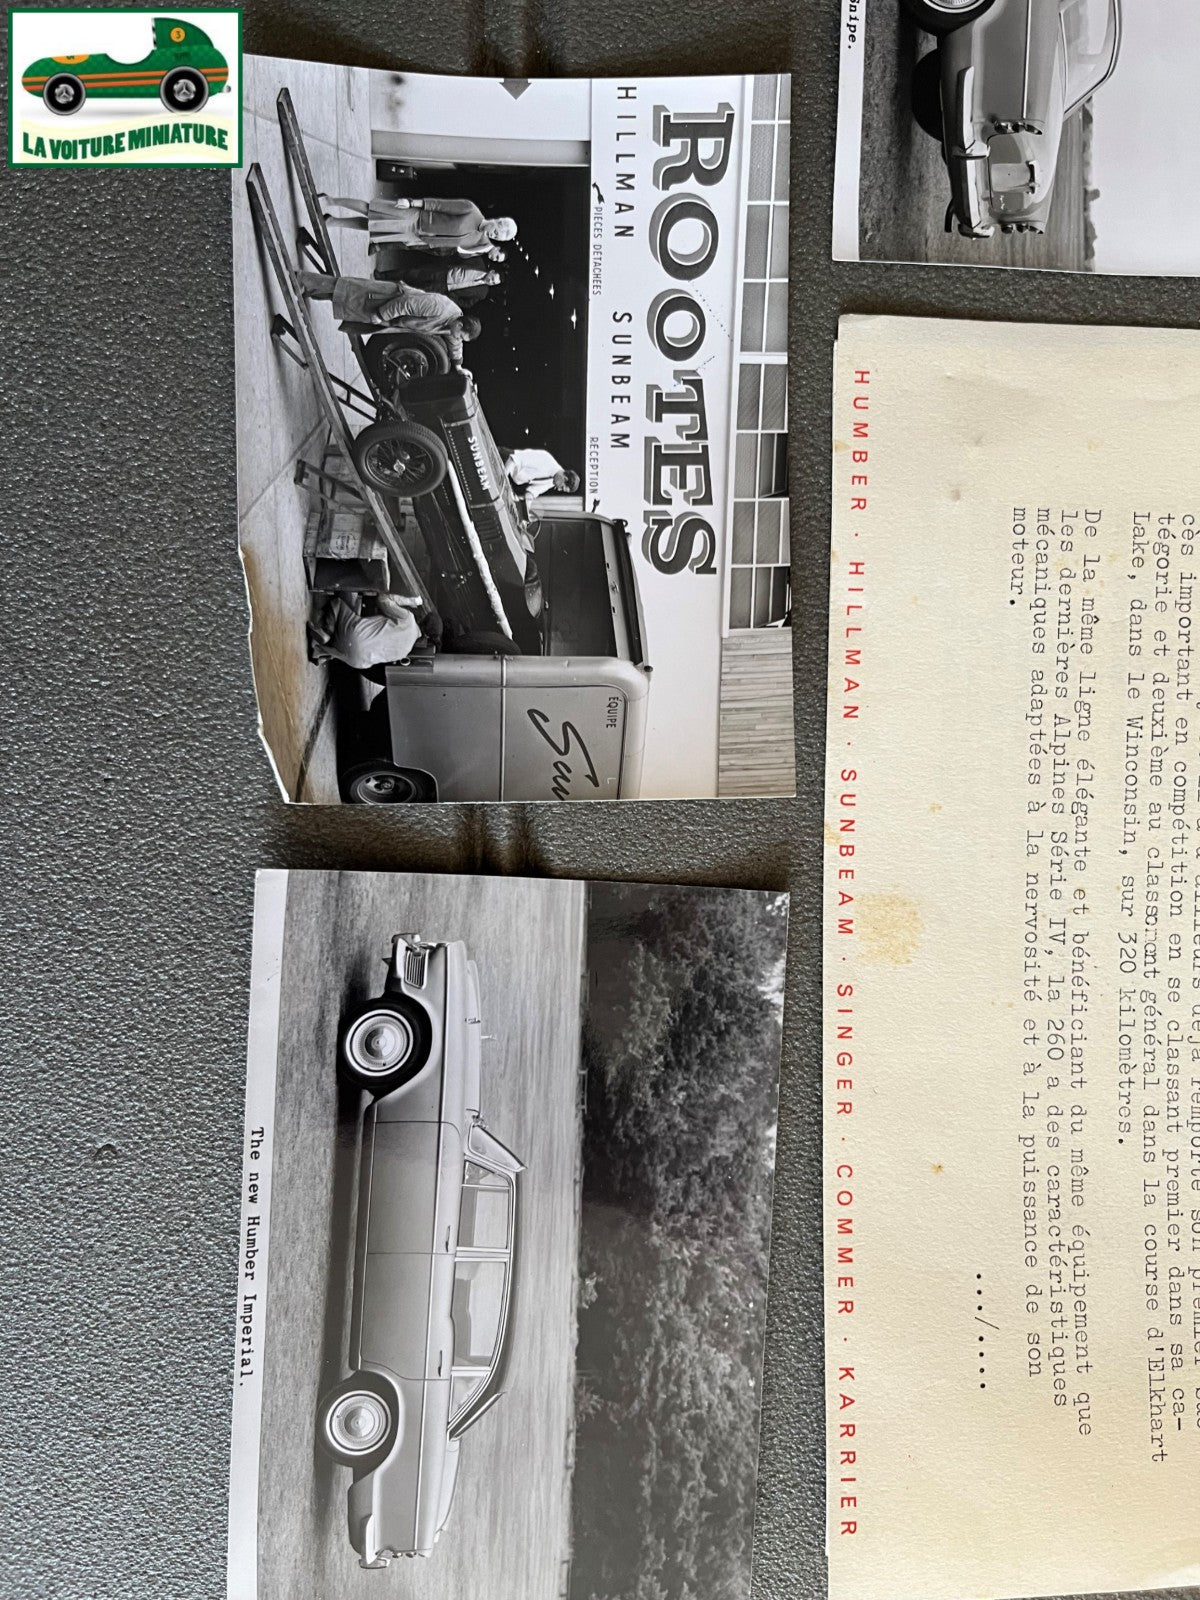 LA VOITURE MINIATURE
3
5
ROOTES
HILLMAN SUNBEAM
PIÈCES DÉTACHÉES
RECEPTION
SUNBEAM
EQUIPE
Snipe.
cès important en compétition en se classant premier dans sa ca-
tégorie et deuxième au classement général dans la course d'Elkhart
Lake, dans le Winconsin, sur 320 kilomètres.
De la même ligne élégante et bénéficiant du même équipement que
les dernières Alpines Série IV, la 260 a des caractéristiques
mécaniques adaptées à la nervosité et à la puissance de son
moteur.
..../....
HUMBER · HILLMAN · SUNBEAM · SINGER · COMMER · KARRIER
The new Humber Imperial.